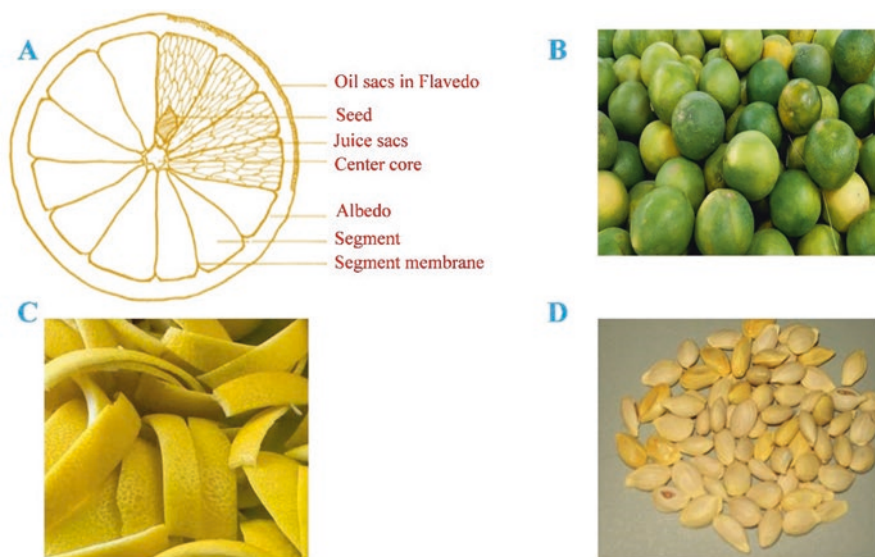 A
Oil sacs in Flavedo
Seed
Juice sacs
Center core
Albedo
Segment
Segment membrane
B
C
D